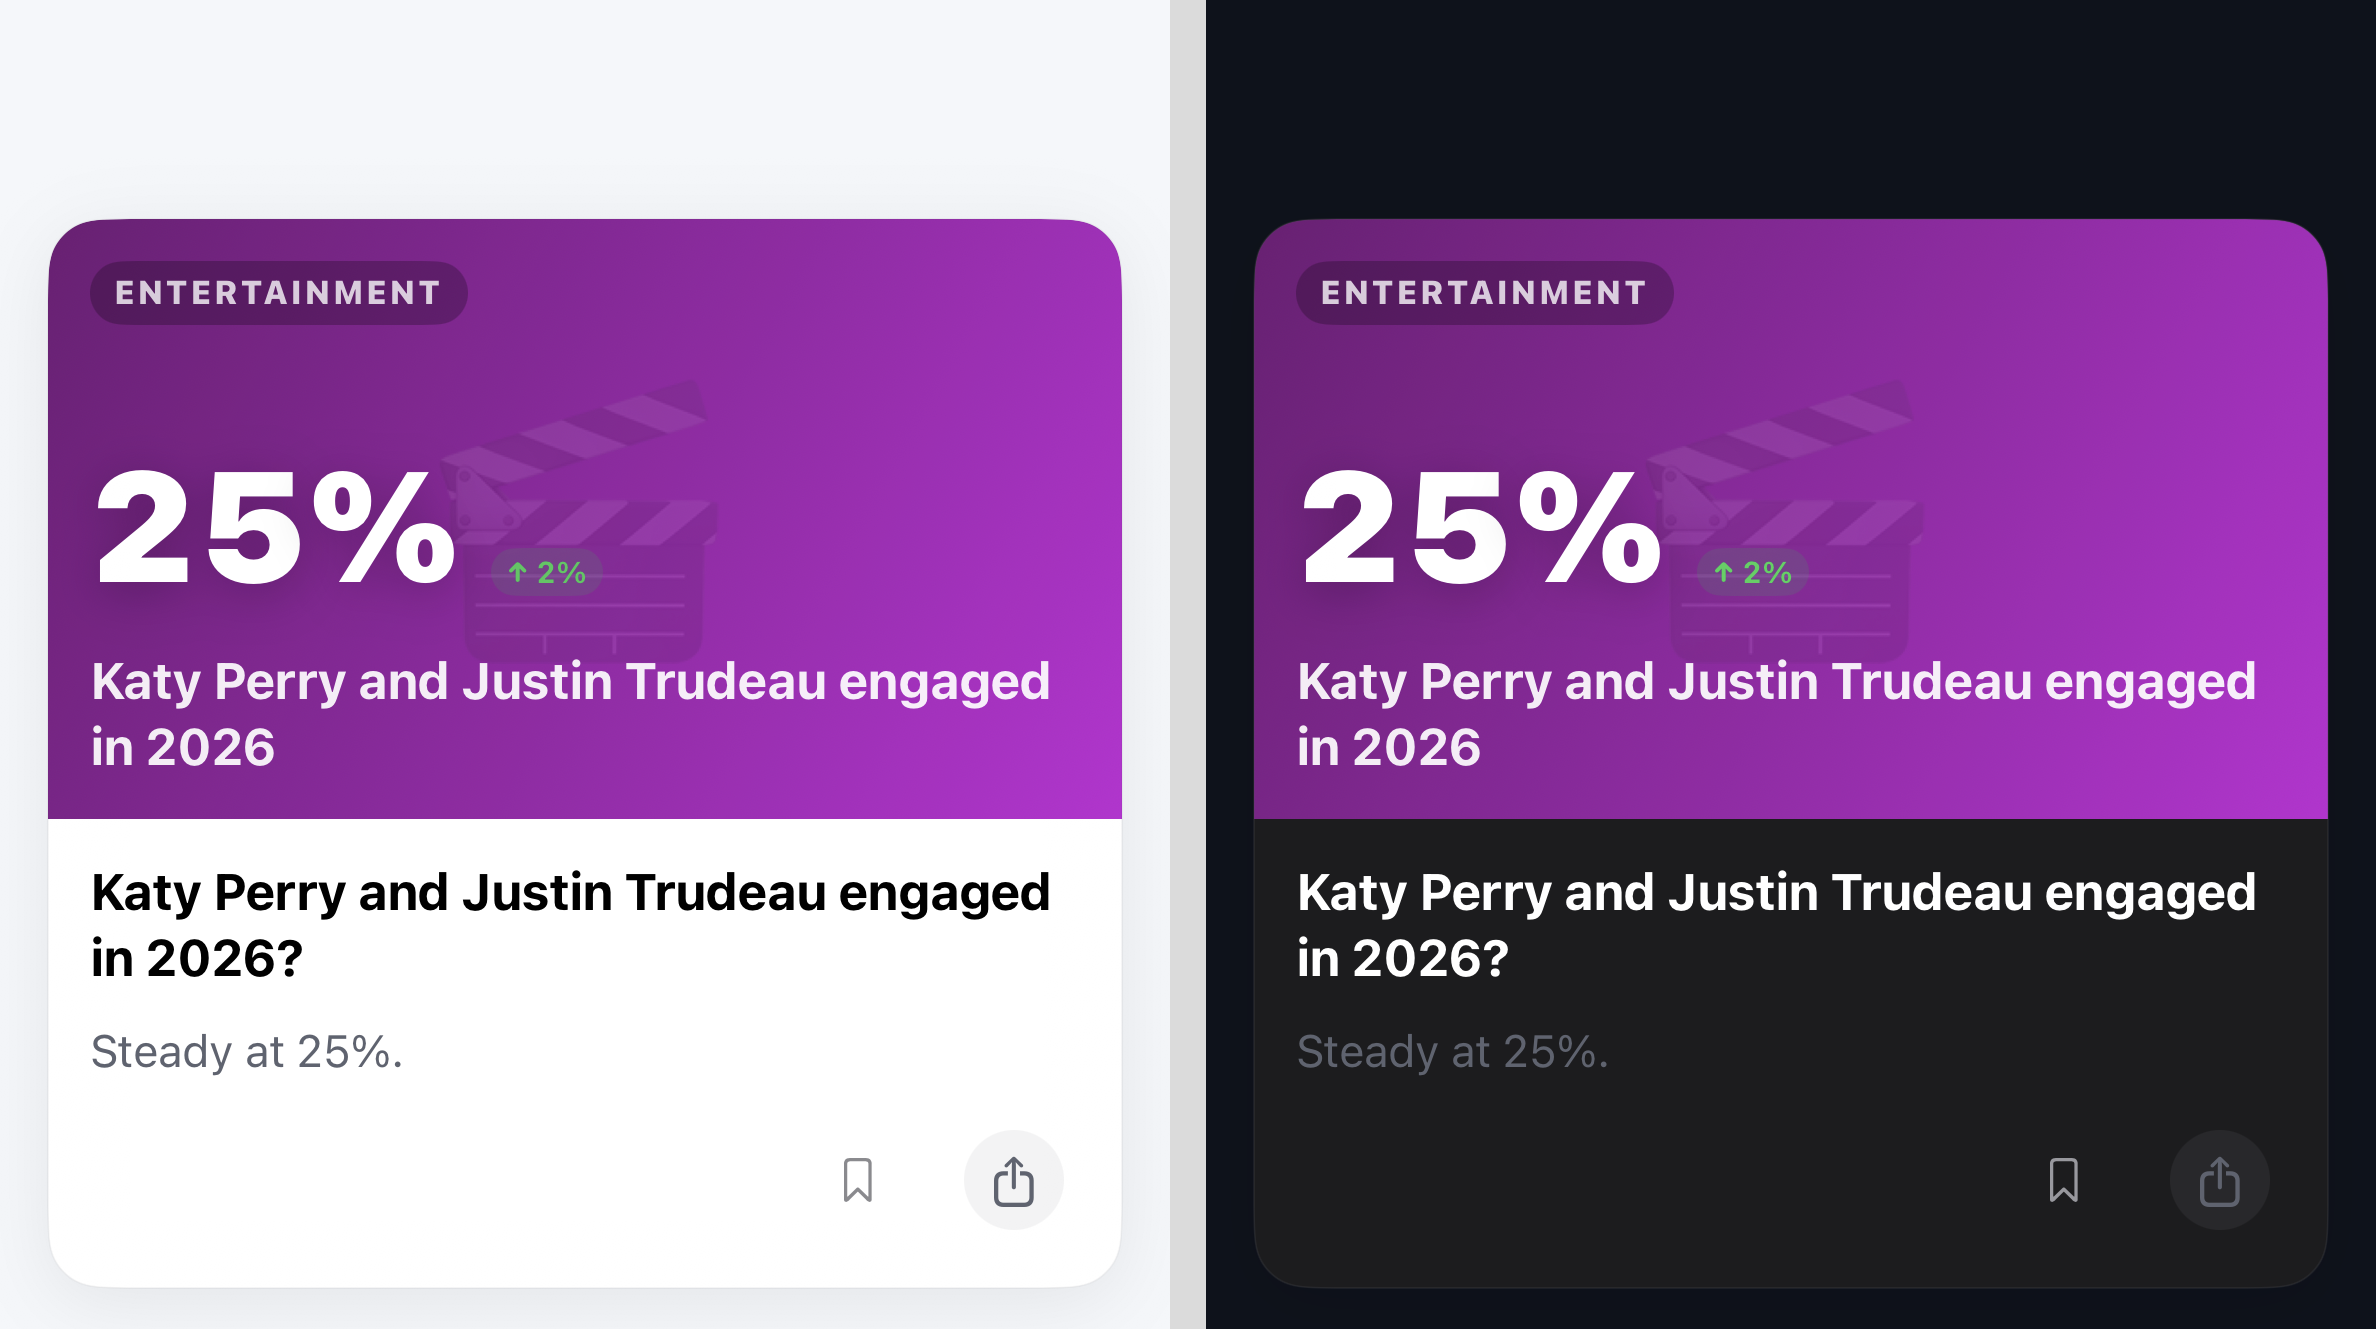 ENTERTAINMENT
25%
↑ 2%
Katy Perry and Justin Trudeau engaged
in 2026
Katy Perry and Justin Trudeau engaged
in 2026?
Steady at 25%.
ENTERTAINMENT
25%
↑ 2%
Katy Perry and Justin Trudeau engaged
in 2026
Katy Perry and Justin Trudeau engaged
in 2026?
Steady at 25%.